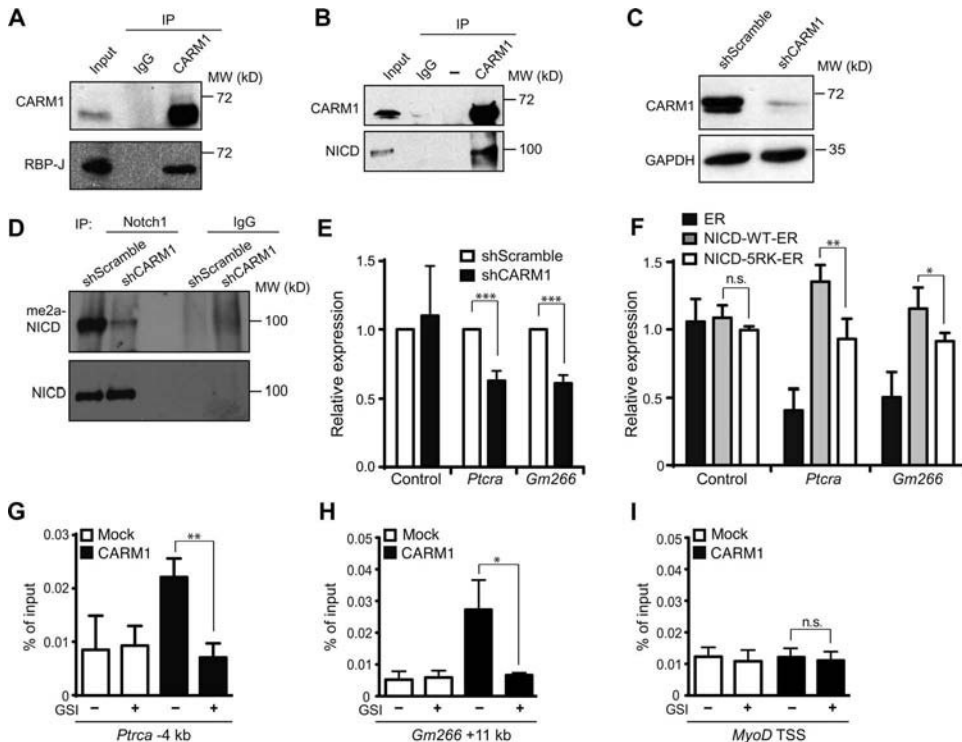 A
IP
Input
IgG
CARM1
MW (kD)
CARM1
72
RBP-J
72
B
IP
Input
IgG
–
CARM1
MW (kD)
CARM1
72
NICD
100
C
shScramble
shCARM1
MW (kD)
CARM1
72
GAPDH
35
D
IP: Notch1 IgG
shScramble
shCARM1
shScramble
shCARM1
MW (kD)
me2a-
NICD
100
NICD
100
E
shScramble
shCARM1
Relative expression
1.5
1.0
0.5
0.0
***
***
Control Ptcra Gm266
F
ER
NICD-WT-ER
NICD-5RK-ER
Relative expression
1.5
1.0
0.5
0
n.s.
**
*
Control Ptcra Gm266
G
Mock
CARM1
% of input
0.03
0.02
0.01
0
**
GSI – + – +
Ptrca -4 kb
H
Mock
CARM1
% of input
0.05
0.04
0.03
0.02
0.01
0
*
GSI – + – +
Gm266 +11 kb
I
Mock
CARM1
% of input
0.05
0.04
0.03
0.02
0.01
0
n.s.
GSI – + – +
MyoD TSS